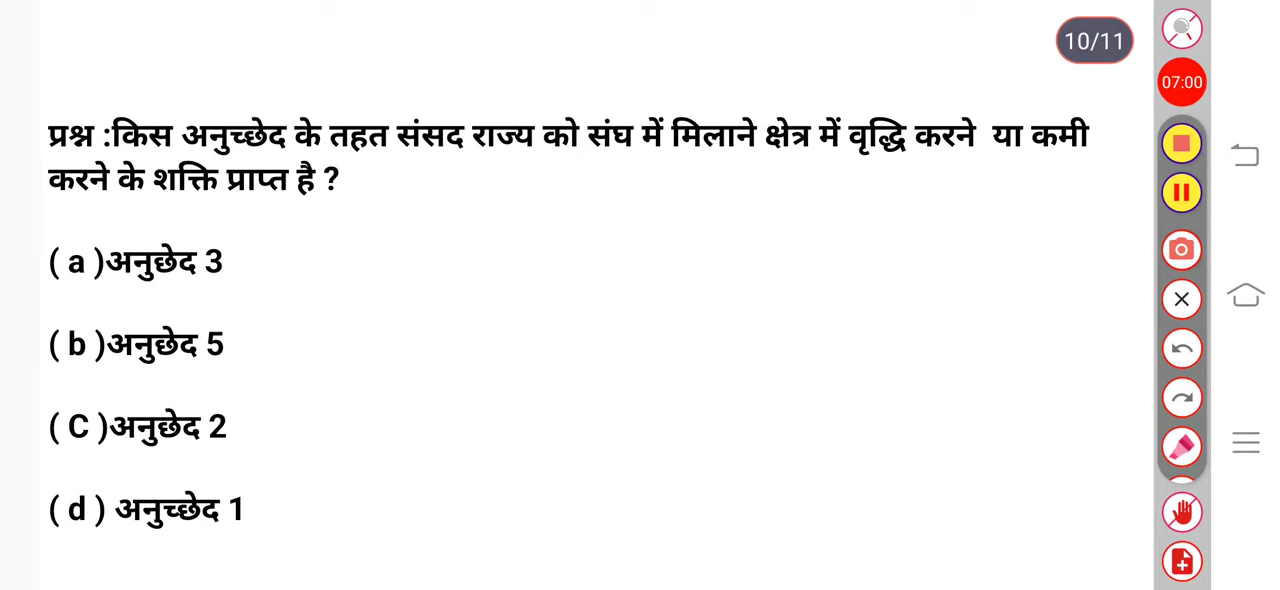 10/11
07:00
प्रश्न :किस अनुच्छेद के तहत संसद राज्य को संघ में मिलाने क्षेत्र में वृद्धि करने या कमी
करने के शक्ति प्राप्त है ?
( a )अनुछेद 3
( b )अनुछेद 5
( C )अनुछेद 2
( d ) अनुच्छेद 1